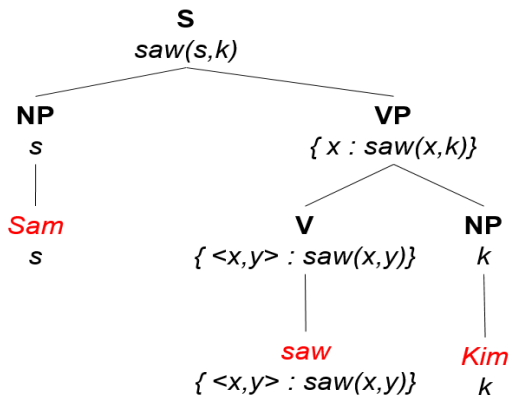 S
saw(s,k)
NP VP
s { x : saw(x,k)}
Sam V NP
s { <x,y> : saw(x,y)} k
saw Kim
{ <x,y> : saw(x,y)} k